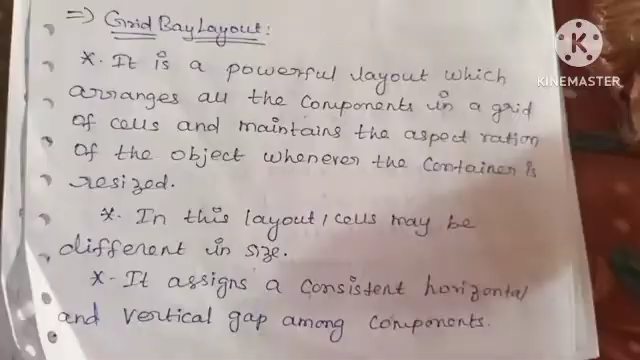 => Grid Bay Layout:
*. It is a powerful layout which
arranges all the components in a grid
of cells and maintains the aspect ration
of the object whenever the container is
resized.
*. In this layout, cells may be
different in size.
*. It assigns a consistent horizontal
and vertical gap among components.
KINEMASTER